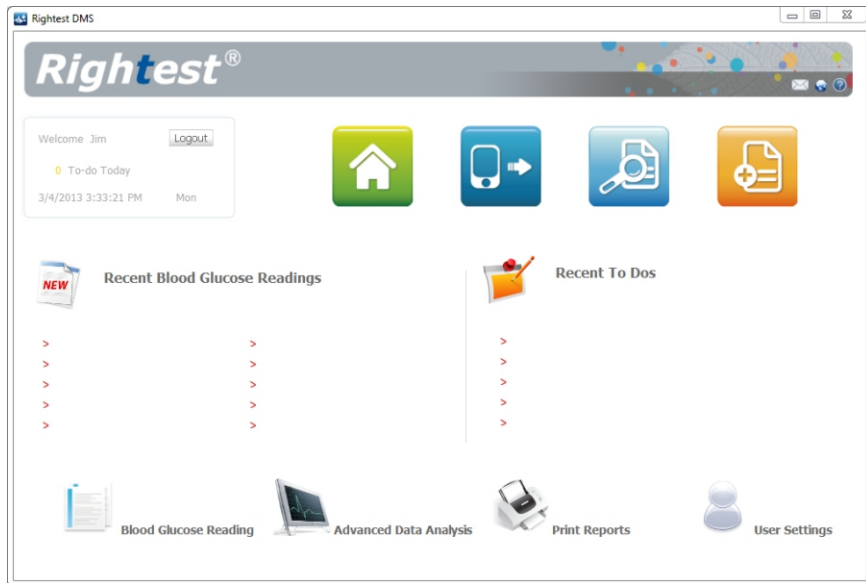 Rightest DMS
Rightest®
Welcome Jim
Logout
0 To-do Today
3/4/2013 3:33:21 PM Mon
NEW
Recent Blood Glucose Readings
Recent To Dos
> >
> >
> >
> >
> >
>
>
>
>
>
Blood Glucose Reading
Advanced Data Analysis
Print Reports
User Settings